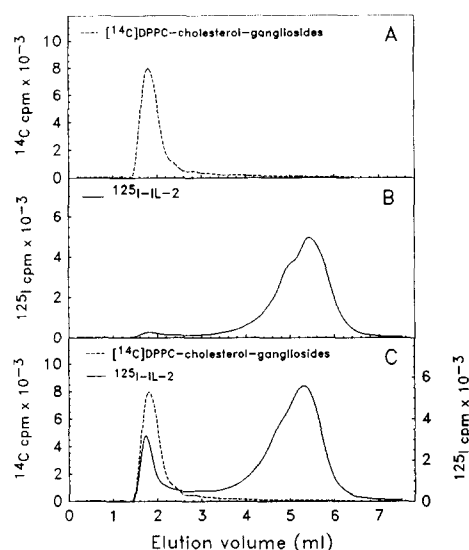 ---- [¹⁴C]DPPC-cholesterol-gangliosides
A
¹⁴C cpm x 10⁻³
8
6
4
2
0
— ¹²⁵I-IL-2
B
¹²⁵I cpm x 10⁻³
6
4
2
0
---- [¹⁴C]DPPC-cholesterol-gangliosides
— ¹²⁵I-IL-2
C
¹⁴C cpm x 10⁻³
10
8
6
4
2
0
6
4
2
0
¹²⁵I cpm x 10⁻³
0 1 2 3 4 5 6 7
Elution volume (ml)